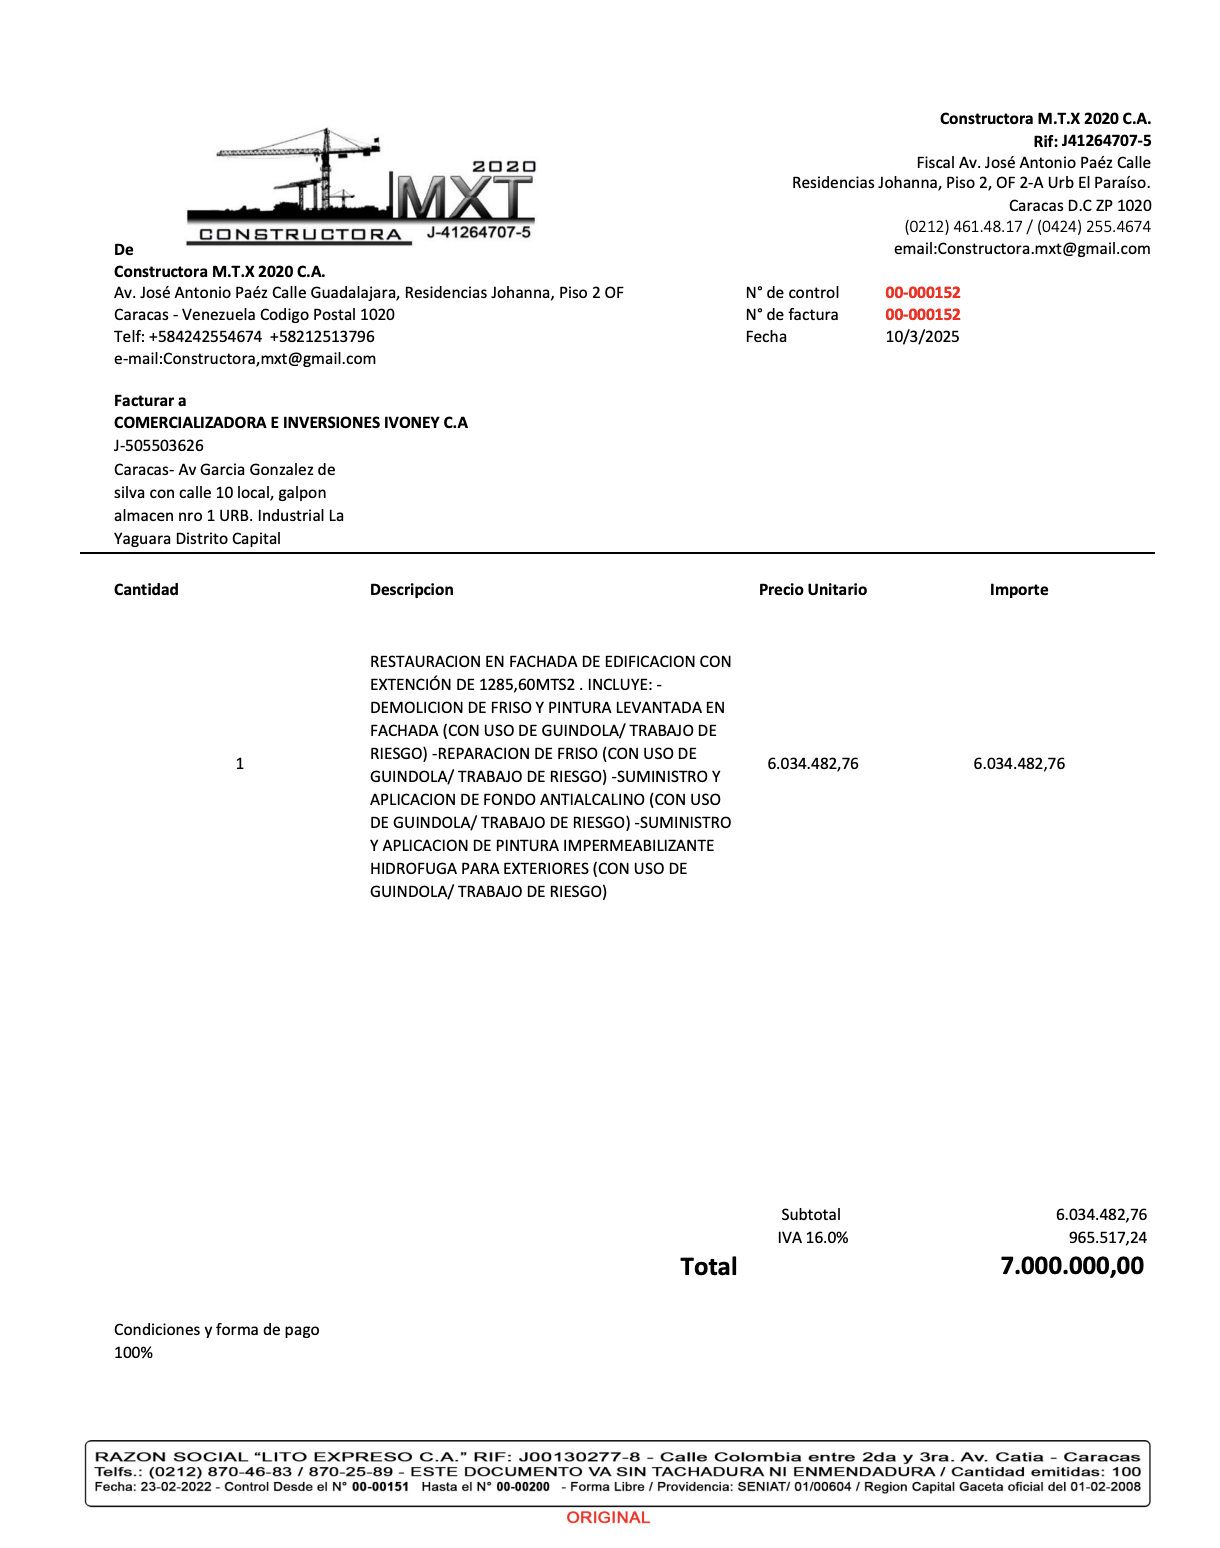 2020
MXT
CONSTRUCTORA
J-41264707-5
Constructora M.T.X 2020 C.A.
Rif: J41264707-5
Fiscal Av. José Antonio Paéz Calle
Residencias Johanna, Piso 2, OF 2-A Urb El Paraíso.
Caracas D.C ZP 1020
(0212) 461.48.17 / (0424) 255.4674
email:Constructora.mxt@gmail.com
De
Constructora M.T.X 2020 C.A.
Av. José Antonio Paéz Calle Guadalajara, Residencias Johanna, Piso 2 OF
Caracas - Venezuela Codigo Postal 1020
Telf: +584242554674 +58212513796
e-mail:Constructora,mxt@gmail.com
N° de control 00-000152
N° de factura 00-000152
Fecha 10/3/2025
Facturar a
COMERCIALIZADORA E INVERSIONES IVONEY C.A
J-505503626
Caracas- Av Garcia Gonzalez de
silva con calle 10 local, galpon
almacen nro 1 URB. Industrial La
Yaguara Distrito Capital
Cantidad Descripcion Precio Unitario Importe
RESTAURACION EN FACHADA DE EDIFICACION CON
EXTENCIÓN DE 1285,60MTS2 . INCLUYE: -
DEMOLICION DE FRISO Y PINTURA LEVANTADA EN
FACHADA (CON USO DE GUINDOLA/ TRABAJO DE
RIESGO) -REPARACION DE FRISO (CON USO DE
1 GUINDOLA/ TRABAJO DE RIESGO) -SUMINISTRO Y 6.034.482,76 6.034.482,76
APLICACION DE FONDO ANTIALCALINO (CON USO
DE GUINDOLA/ TRABAJO DE RIESGO) -SUMINISTRO
Y APLICACION DE PINTURA IMPERMEABILIZANTE
HIDROFUGA PARA EXTERIORES (CON USO DE
GUINDOLA/ TRABAJO DE RIESGO)
Subtotal 6.034.482,76
IVA 16.0% 965.517,24
Total 7.000.000,00
Condiciones y forma de pago
100%
RAZON SOCIAL “LITO EXPRESO C.A.” RIF: J00130277-8 - Calle Colombia entre 2da y 3ra. Av. Catia - Caracas
Telfs.: (0212) 870-46-83 / 870-25-89 - ESTE DOCUMENTO VA SIN TACHADURA NI ENMENDADURA / Cantidad emitidas: 100
Fecha: 23-02-2022 - Control Desde el N° 00-00151 Hasta el N° 00-00200 - Forma Libre / Providencia: SENIAT/ 01/00604 / Region Capital Gaceta oficial del 01-02-2008
ORIGINAL